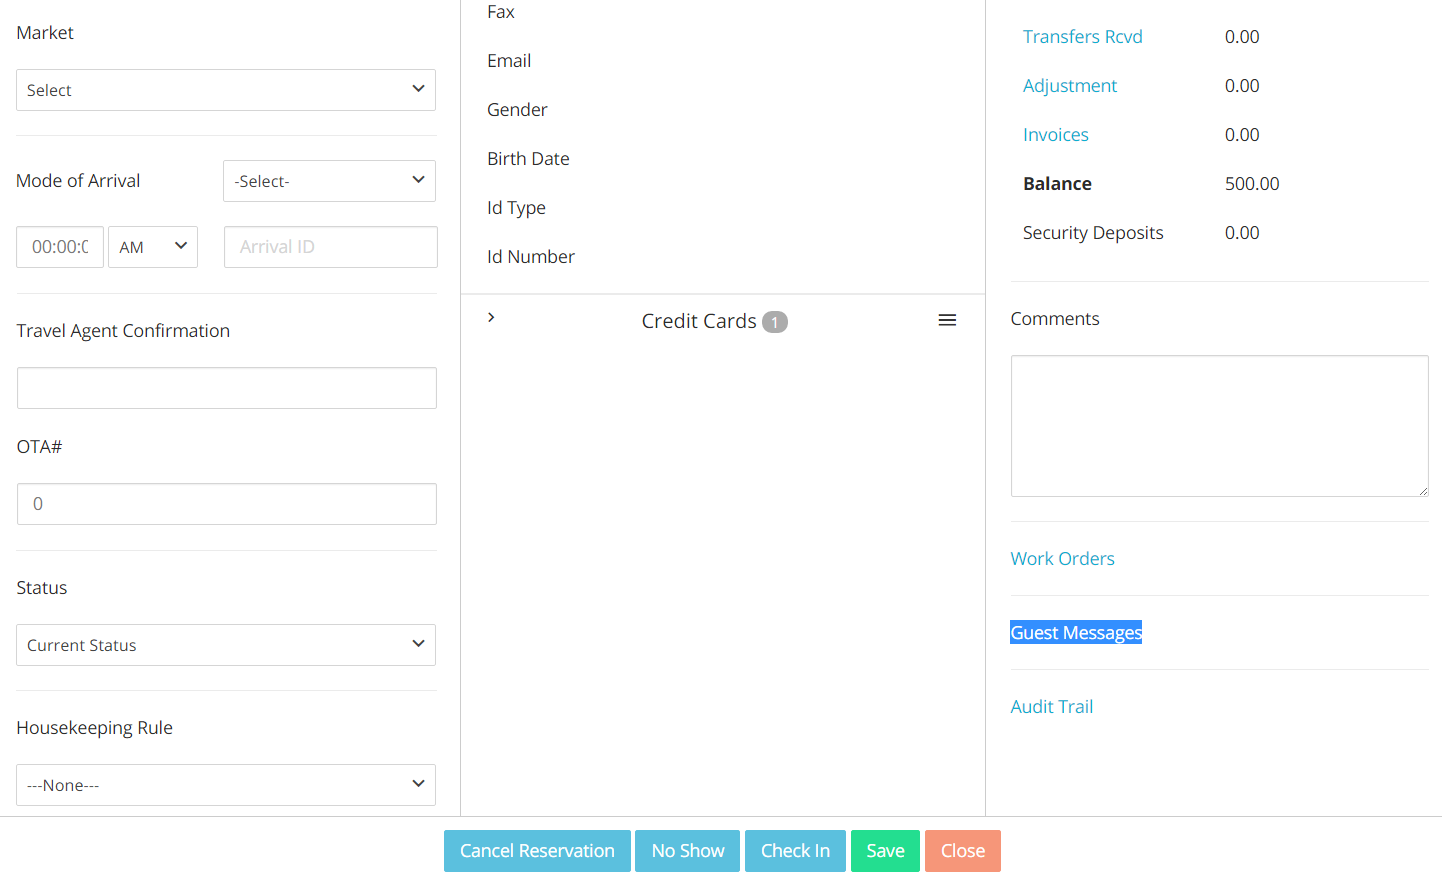 Market
Select
Mode of Arrival
-Select-
00:00:0
AM
Arrival ID
Travel Agent Confirmation
OTA#
0
Status
Current Status
Housekeeping Rule
---None---
Fax
Email
Gender
Birth Date
Id Type
Id Number
Credit Cards 1
Transfers Rcvd 0.00
Adjustment 0.00
Invoices 0.00
Balance 500.00
Security Deposits 0.00
Comments
Work Orders
Guest Messages
Audit Trail
Cancel Reservation
No Show
Check In
Save
Close